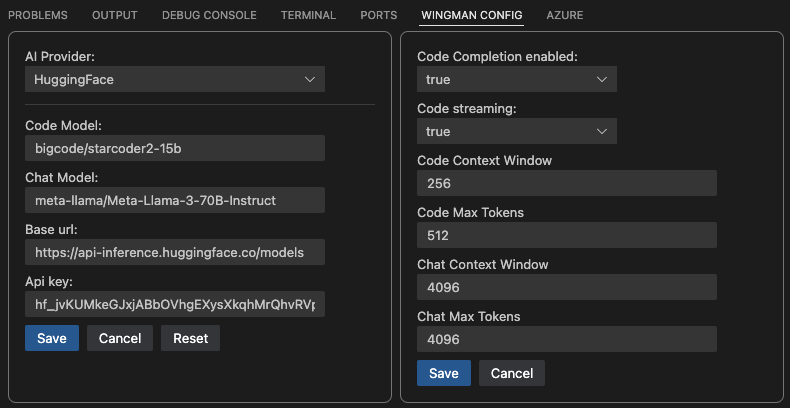 PROBLEMS OUTPUT DEBUG CONSOLE TERMINAL PORTS WINGMAN CONFIG AZURE
AI Provider:
HuggingFace
Code Model:
bigcode/starcoder2-15b
Chat Model:
meta-llama/Meta-Llama-3-70B-Instruct
Base url:
https://api-inference.huggingface.co/models
Api key:
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
Save Cancel Reset
Code Completion enabled:
true
Code streaming:
true
Code Context Window
256
Code Max Tokens
512
Chat Context Window
4096
Chat Max Tokens
4096
Save Cancel